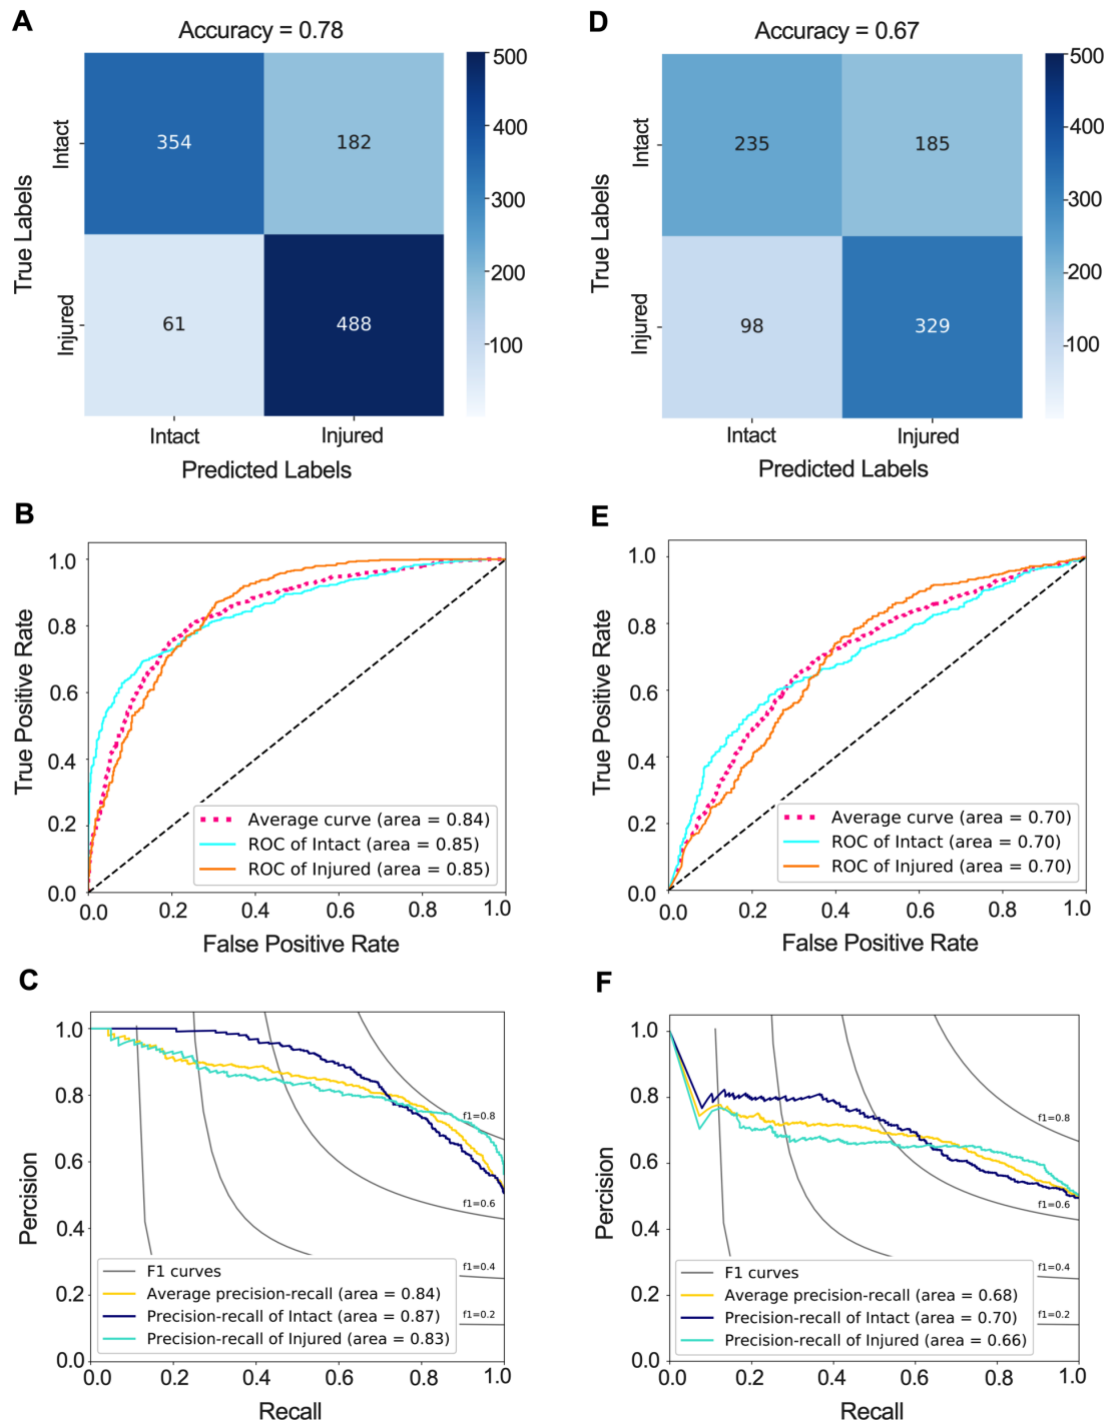 A
Accuracy = 0.78
True Labels
Intact
Injured
354
182
61
488
Intact
Injured
Predicted Labels
500
400
300
200
100
D
Accuracy = 0.67
True Labels
Intact
Injured
235
185
98
329
Intact
Injured
Predicted Labels
500
400
300
200
100
B
True Positive Rate
1.0
0.8
0.6
0.4
0.2
0.0
Average curve (area = 0.84)
ROC of Intact (area = 0.85)
ROC of Injured (area = 0.85)
0.0 0.2 0.4 0.6 0.8 1.0
False Positive Rate
E
True Positive Rate
1.0
0.8
0.6
0.4
0.2
0.0
Average curve (area = 0.70)
ROC of Intact (area = 0.70)
ROC of Injured (area = 0.70)
0.0 0.2 0.4 0.6 0.8 1.0
False Positive Rate
C
Percision
1.0
0.8
0.6
0.4
0.2
0.0
f1=0.8
f1=0.6
f1=0.4
f1=0.2
F1 curves
Average precision-recall (area = 0.84)
Precision-recall of Intact (area = 0.87)
Precision-recall of Injured (area = 0.83)
0.0 0.2 0.4 0.6 0.8 1.0
Recall
F
Percision
1.0
0.8
0.6
0.4
0.2
0.0
f1=0.8
f1=0.6
f1=0.4
f1=0.2
F1 curves
Average precision-recall (area = 0.68)
Precision-recall of Intact (area = 0.70)
Precision-recall of Injured (area = 0.66)
0.0 0.2 0.4 0.6 0.8 1.0
Recall